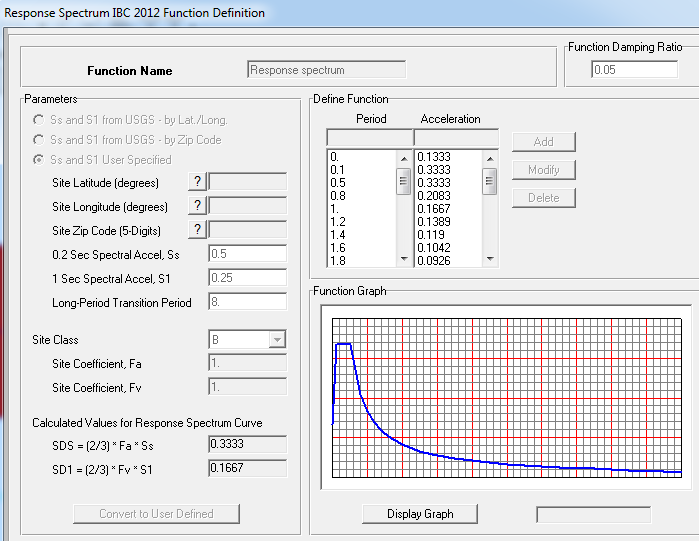 Response Spectrum IBC 2012 Function Definition
Function Name
Response spectrum
Function Damping Ratio
0.05
Parameters
Ss and S1 from USGS - by Lat./Long.
Ss and S1 from USGS - by Zip Code
Ss and S1 User Specified
Site Latitude (degrees)
?
Site Longitude (degrees)
?
Site Zip Code (5-Digits)
?
0.2 Sec Spectral Accel, Ss
0.5
1 Sec Spectral Accel, S1
0.25
Long-Period Transition Period
8.
Site Class
B
Site Coefficient, Fa
1.
Site Coefficient, Fv
1.
Calculated Values for Response Spectrum Curve
SDS = (2/3) * Fa * Ss
0.3333
SD1 = (2/3) * Fv * S1
0.1667
Convert to User Defined
Define Function
Period Acceleration
0. 0.1333
0.1 0.3333
0.5 0.3333
0.8 0.2083
1. 0.1667
1.2 0.1389
1.4 0.119
1.6 0.1042
1.8 0.0926
Add
Modify
Delete
Function Graph
Display Graph